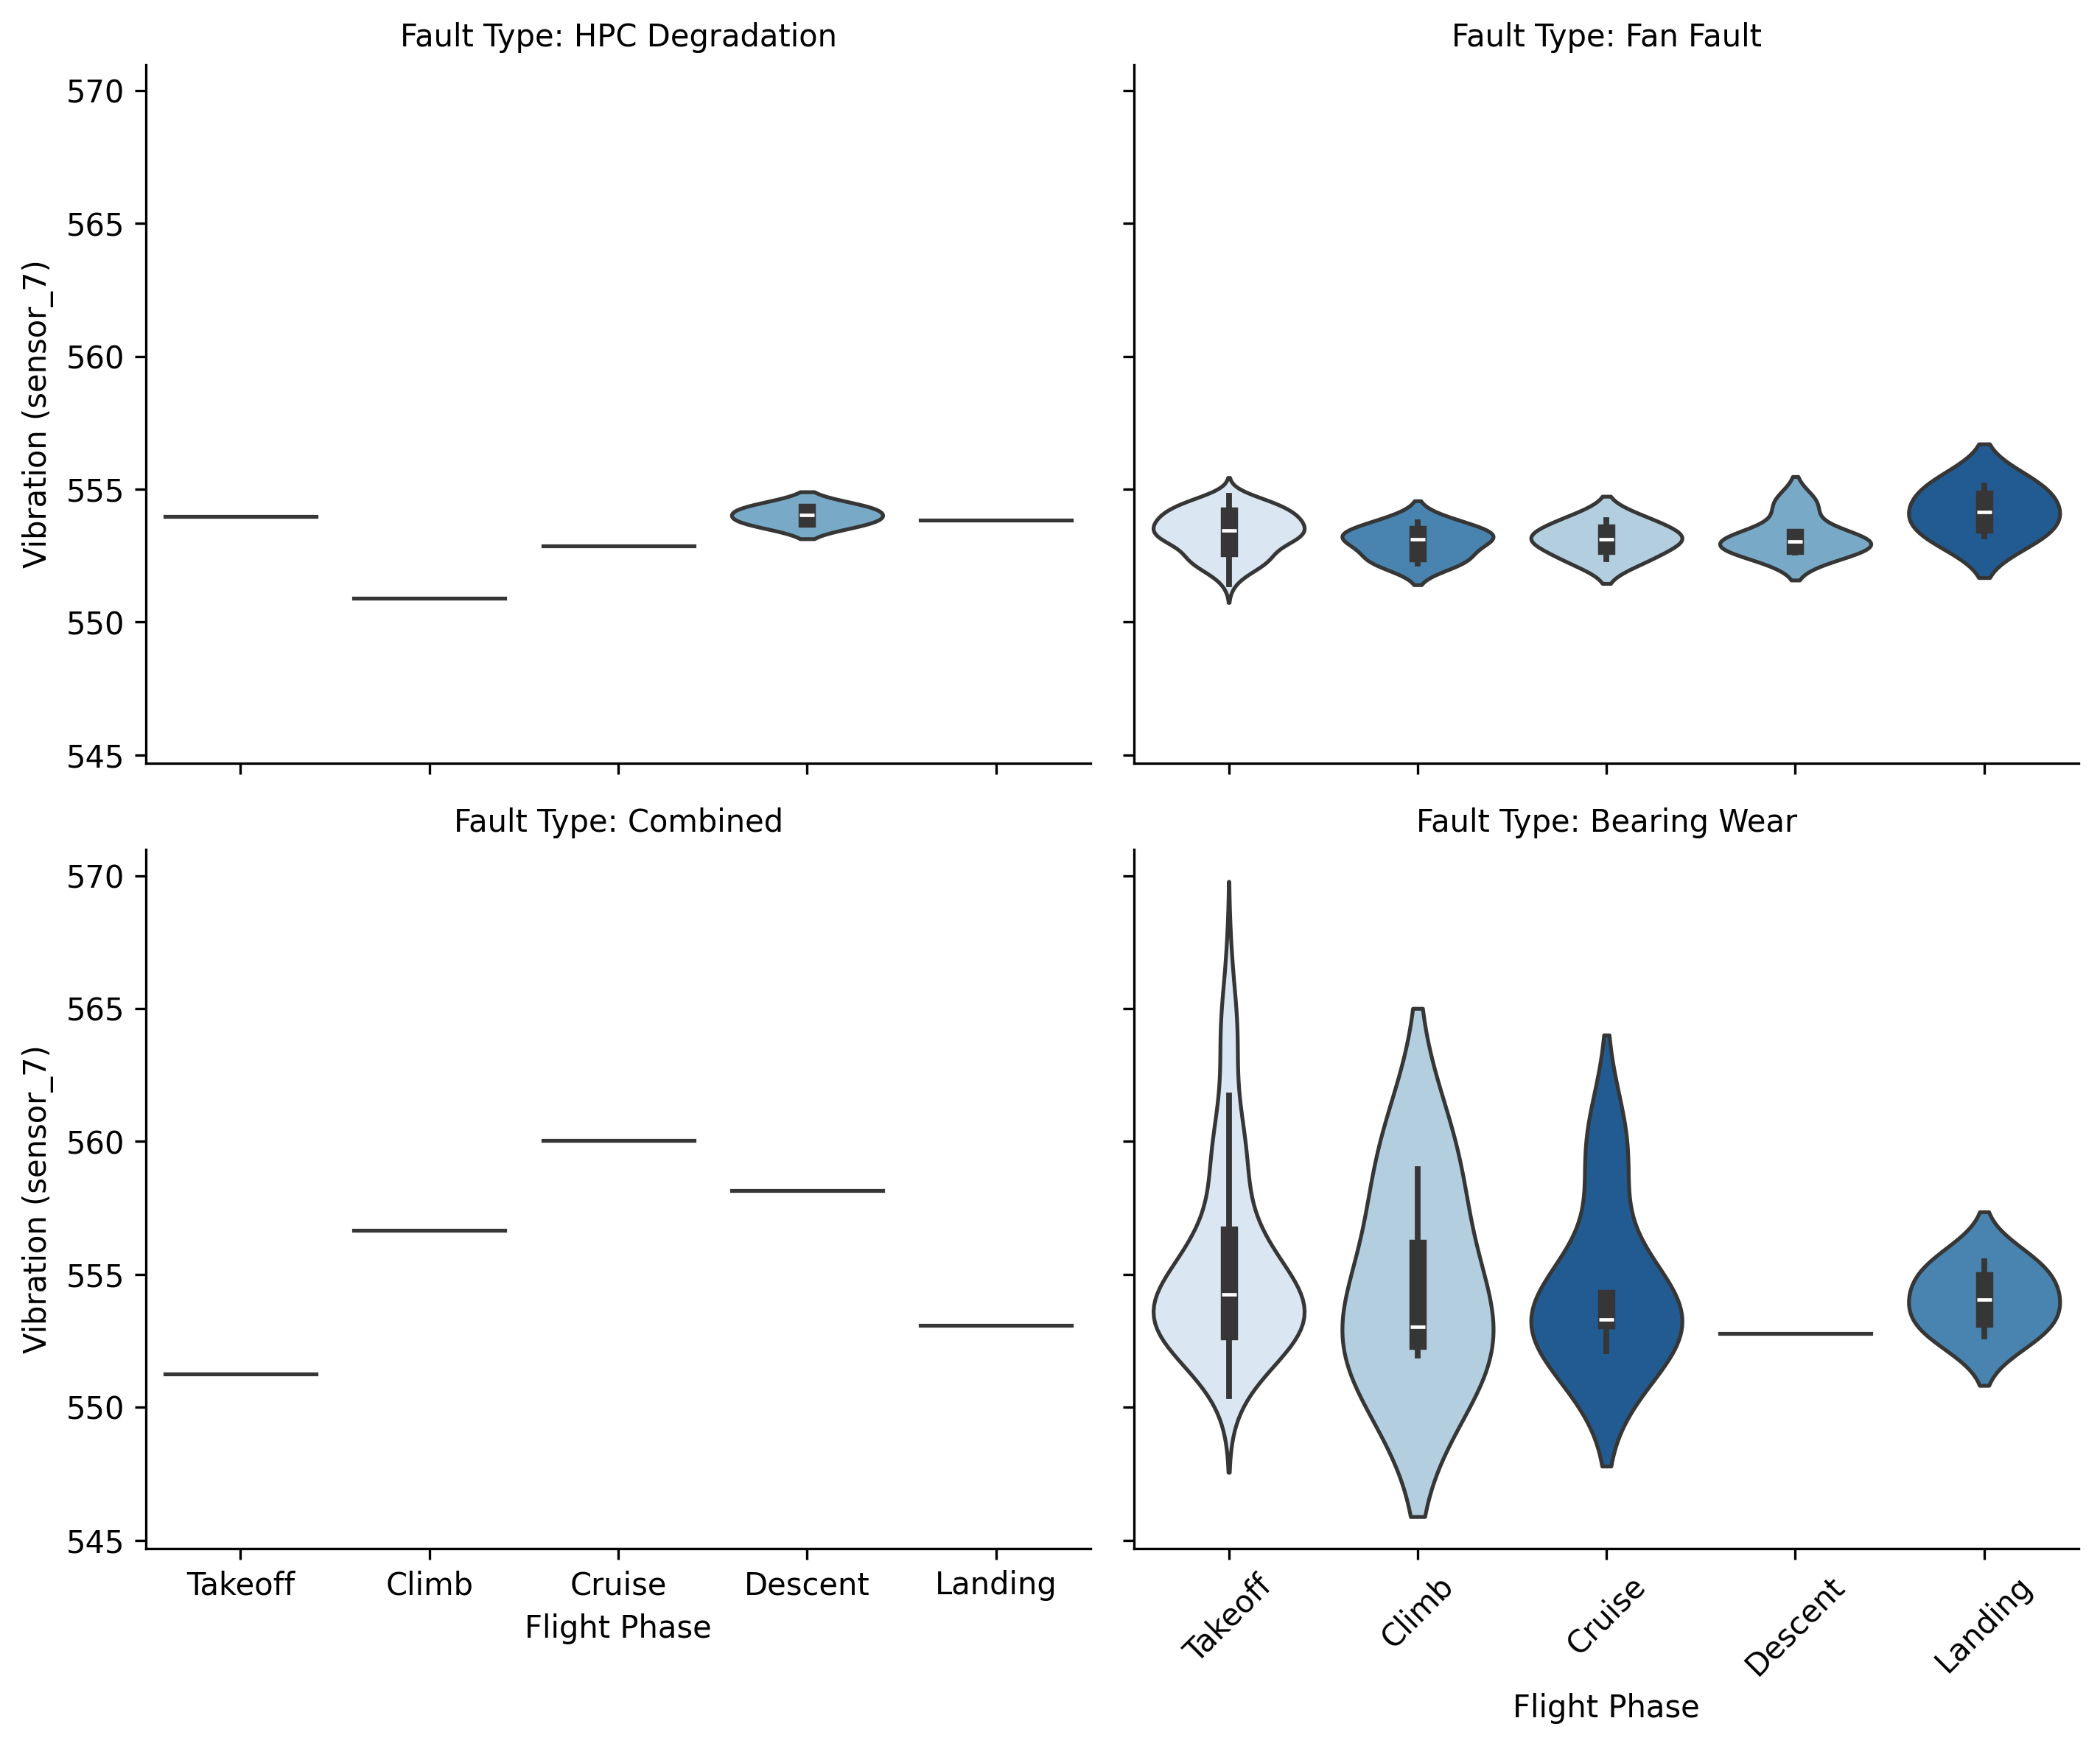 Fault Type: HPC Degradation
Fault Type: Fan Fault
570
565
560
555
550
545
Vibration (sensor_7)
Fault Type: Combined
Fault Type: Bearing Wear
570
565
560
555
550
545
Vibration (sensor_7)
Takeoff
Climb
Cruise
Descent
Landing
Flight Phase
Takeoff
Climb
Cruise
Descent
Landing
Flight Phase